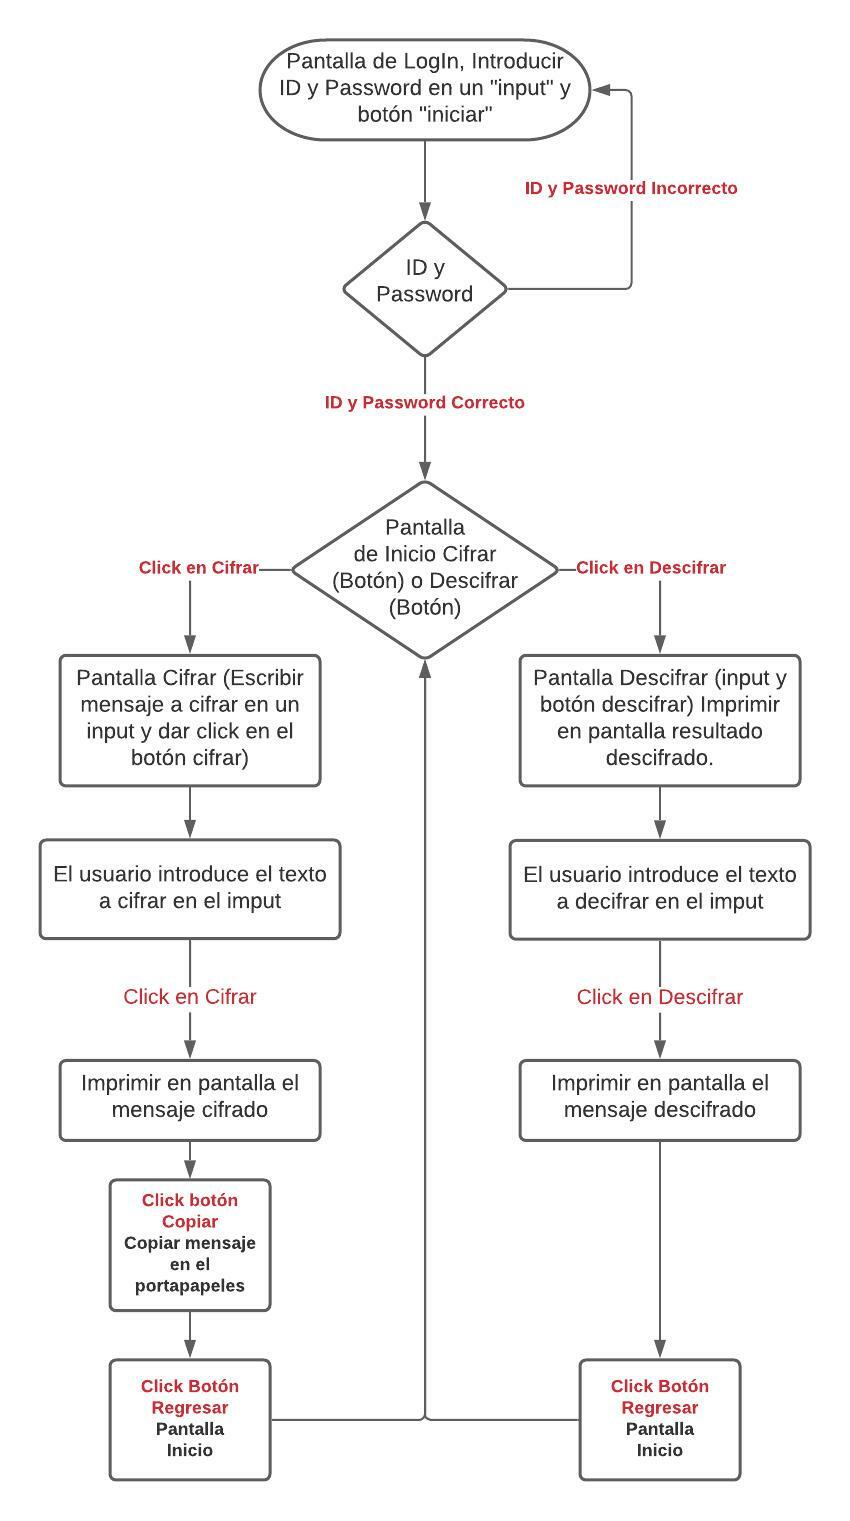 Pantalla de LogIn, Introducir
ID y Password en un "input" y
botón "iniciar"
ID y Password Incorrecto
ID y
Password
ID y Password Correcto
Pantalla
de Inicio Cifrar
(Botón) o Descifrar
(Botón)
Click en Cifrar
Click en Descifrar
Pantalla Cifrar (Escribir
mensaje a cifrar en un
input y dar click en el
botón cifrar)
Pantalla Descifrar (input y
botón descifrar) Imprimir
en pantalla resultado
descifrado.
El usuario introduce el texto
a cifrar en el imput
El usuario introduce el texto
a decifrar en el imput
Click en Cifrar
Click en Descifrar
Imprimir en pantalla el
mensaje cifrado
Imprimir en pantalla el
mensaje descifrado
Click botón
Copiar
Copiar mensaje
en el
portapapeles
Click Botón
Regresar
Pantalla
Inicio
Click Botón
Regresar
Pantalla
Inicio